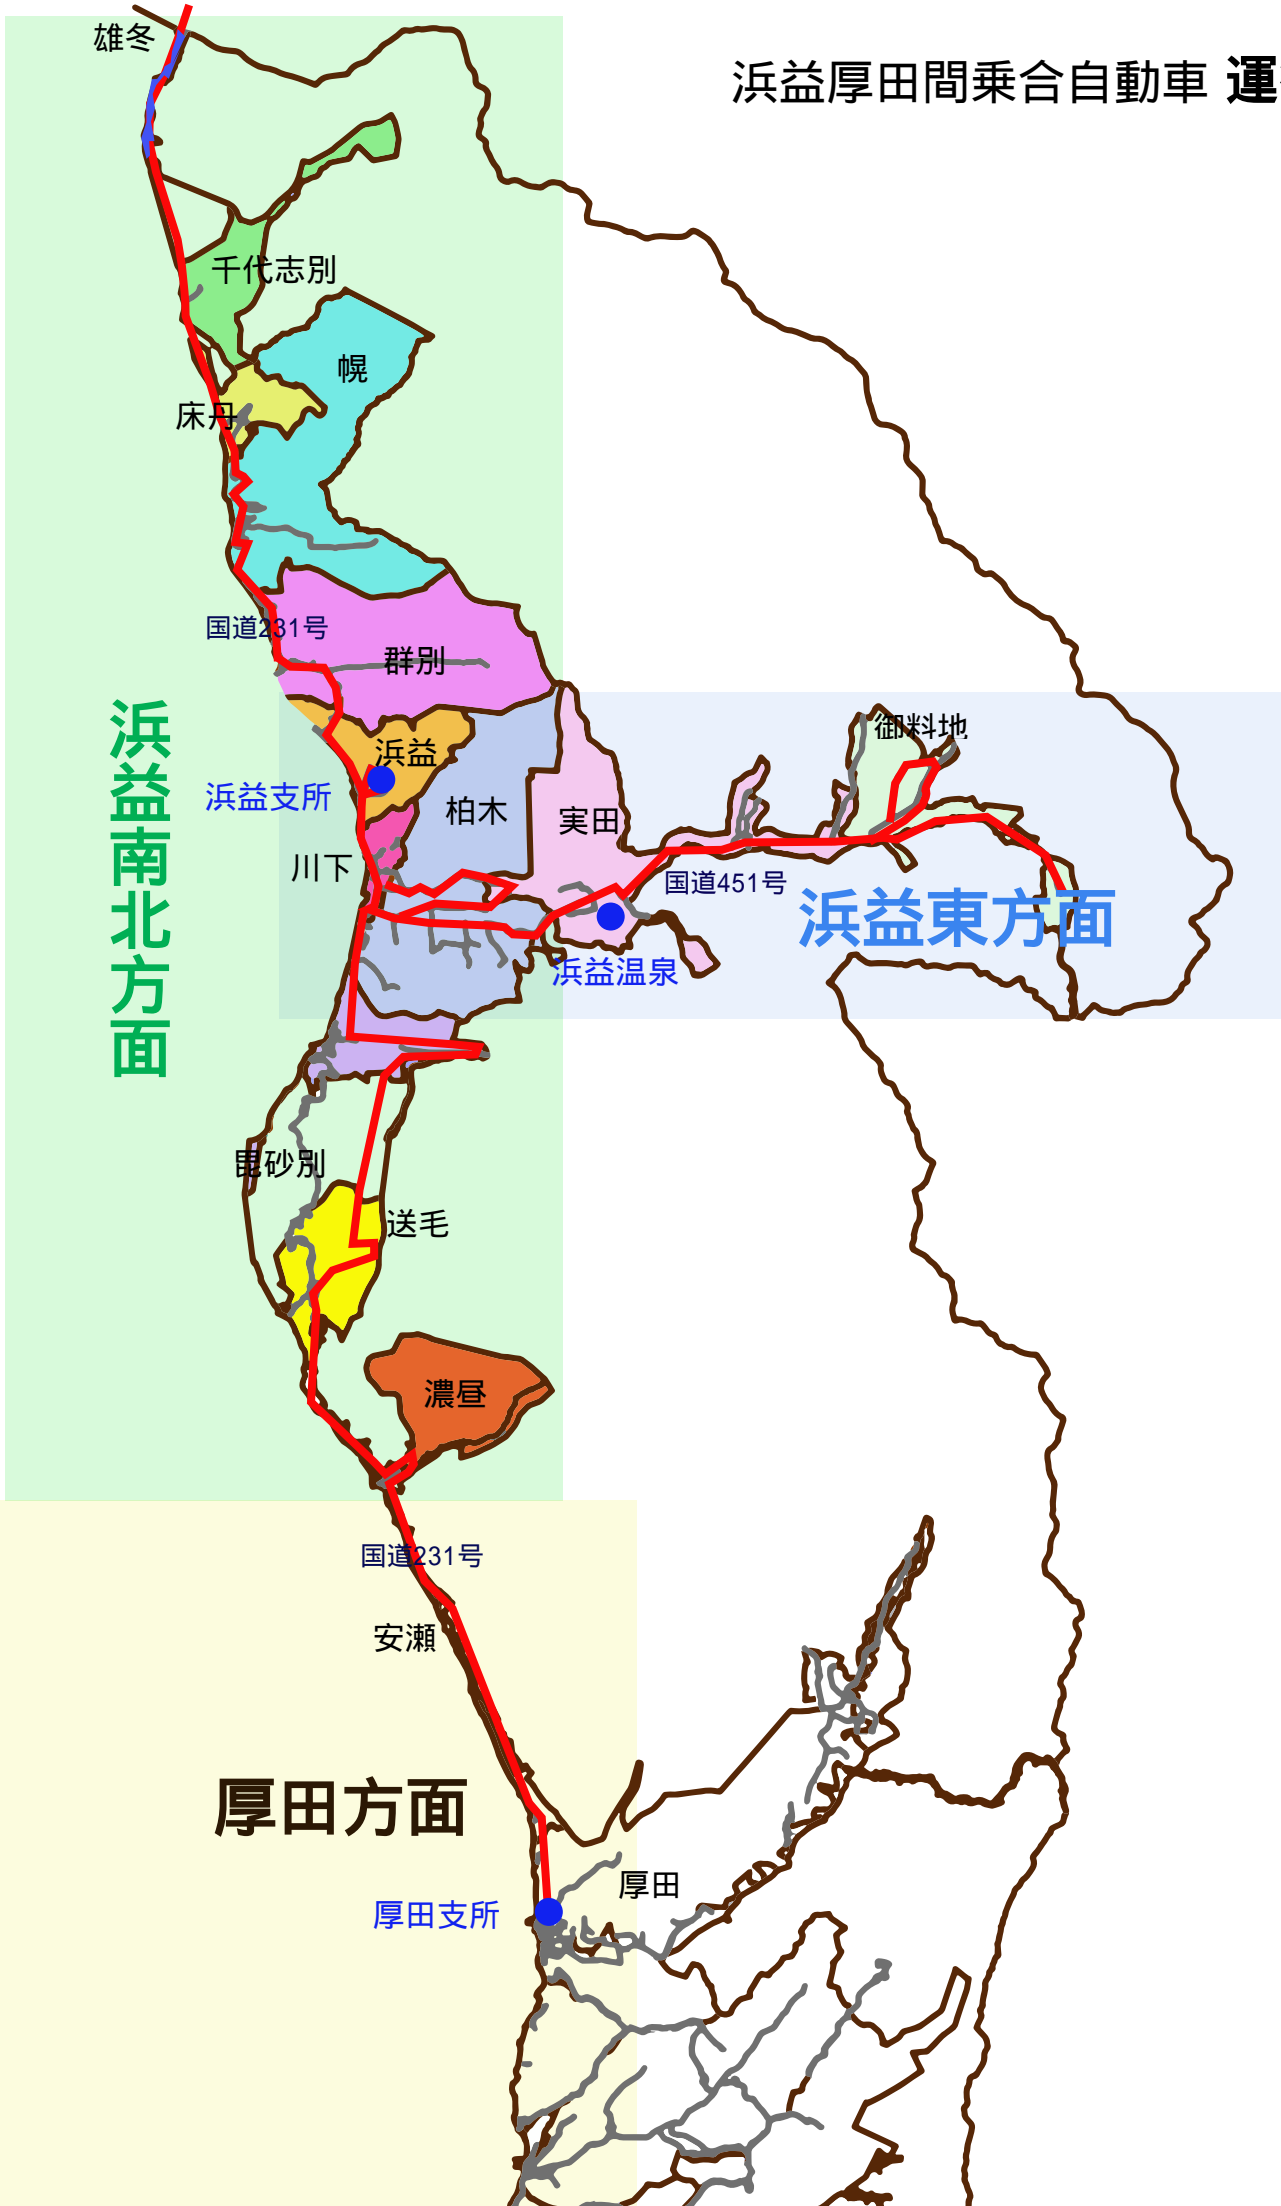 雄冬
浜益厚田間乗合自動車 運
千代志別
幌
床丹
国道231号
群別
浜益南北方面
浜益
御料地
浜益支所
柏木
実田
川下
国道451号
浜益東方面
浜益温泉
毘砂別
送毛
濃昼
国道231号
安瀬
厚田方面
厚田
厚田支所